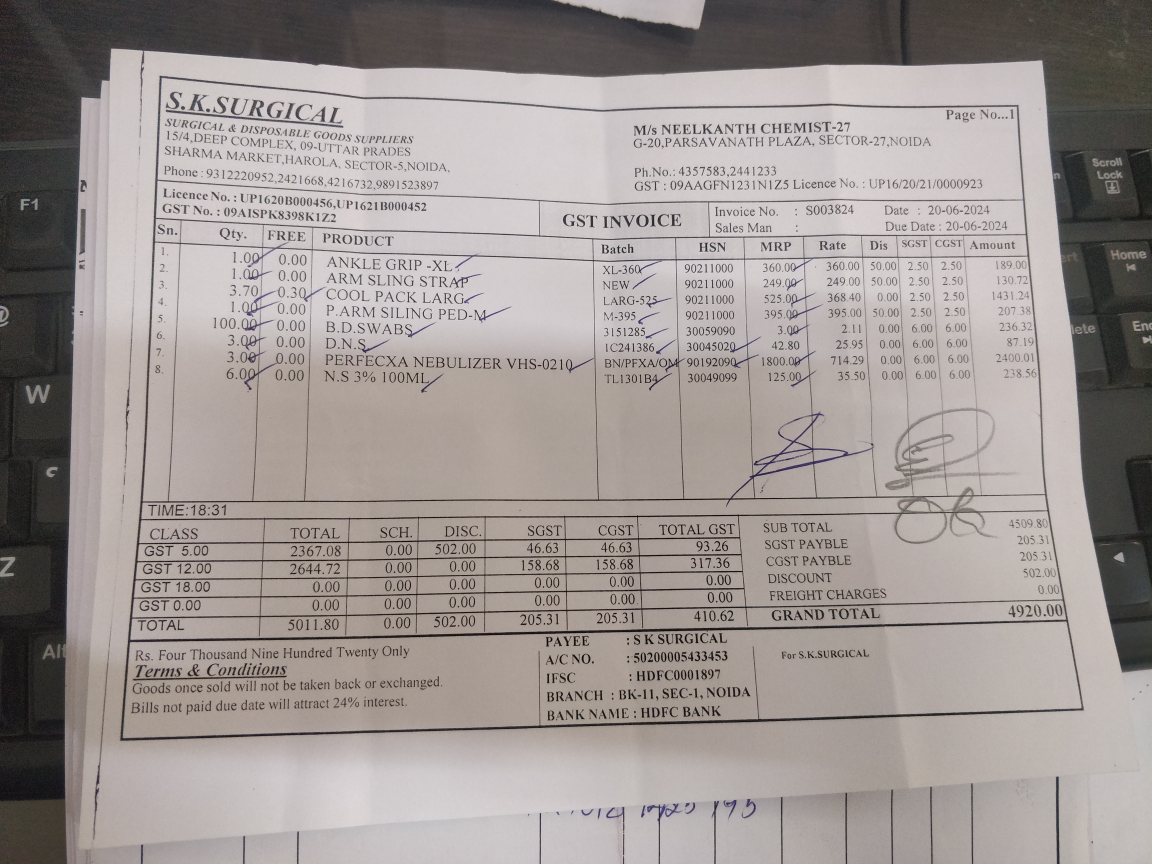 S.K.SURGICAL
SURGICAL & DISPOSABLE GOODS SUPPLIERS
15/4,DEEP COMPLEX, 09-UTTAR PRADES
SHARMA MARKET,HAROLA, SECTOR-5,NOIDA,
Phone : 9312220952,2421668,4216732,9891523897
Licence No. : UP1620B000456,UP1621B000452
GST No. : 09AISPK8398K1Z2
Page No...1
M/s NEELKANTH CHEMIST-27
G-20,PARSAVANATH PLAZA, SECTOR-27,NOIDA
Ph.No.: 4357583,2441233
GST : 09AAGFN1231N1Z5 Licence No. : UP16/20/21/0000923
GST INVOICE
Invoice No. : S003824 Date : 20-06-2024
Sales Man : Due Date : 20-06-2024
Sn. Qty. FREE PRODUCT Batch HSN MRP Rate Dis SGST CGST Amount
1. 1.00 0.00 ANKLE GRIP -XL XL-360 90211000 360.00 360.00 50.00 2.50 2.50 189.00
2. 1.00 0.00 ARM SLING STRAP NEW 90211000 249.00 249.00 50.00 2.50 2.50 130.72
3. 3.70 0.30 COOL PACK LARG LARG-525 90211000 525.00 368.40 0.00 2.50 2.50 1431.24
4. 1.00 0.00 P.ARM SILING PED-M M-395 90211000 395.00 395.00 50.00 2.50 2.50 207.38
5. 100.00 0.00 B.D.SWABS 3151285 30059090 3.00 2.11 0.00 6.00 6.00 236.32
6. 3.00 0.00 D.N.S 1C241386 30045020 42.80 25.95 0.00 6.00 6.00 87.19
7. 3.00 0.00 PERFECXA NEBULIZER VHS-0210 BN/PFXA/OM 90192090 1800.00 714.29 0.00 6.00 6.00 2400.01
8. 6.00 0.00 N.S 3% 100ML TL1301B4 30049099 125.00 35.50 0.00 6.00 6.00 238.56
Ok
TIME:18:31
CLASS TOTAL SCH. DISC. SGST CGST TOTAL GST
GST 5.00 2367.08 0.00 502.00 46.63 46.63 93.26
GST 12.00 2644.72 0.00 0.00 158.68 158.68 317.36
GST 18.00 0.00 0.00 0.00 0.00 0.00 0.00
GST 0.00 0.00 0.00 0.00 0.00 0.00 0.00
TOTAL 5011.80 0.00 502.00 205.31 205.31 410.62
SUB TOTAL 4509.80
SGST PAYBLE 205.31
CGST PAYBLE 205.31
DISCOUNT 502.00
FREIGHT CHARGES 0.00
GRAND TOTAL 4920.00
Rs. Four Thousand Nine Hundred Twenty Only
Terms & Conditions
Goods once sold will not be taken back or exchanged.
Bills not paid due date will attract 24% interest.
PAYEE : S K SURGICAL
A/C NO. : 50200005433453
IFSC : HDFC0001897
BRANCH : BK-11, SEC-1, NOIDA
BANK NAME : HDFC BANK
For S.K.SURGICAL
F1
W
C
Z
Alt
Scroll
Lock
Home
End